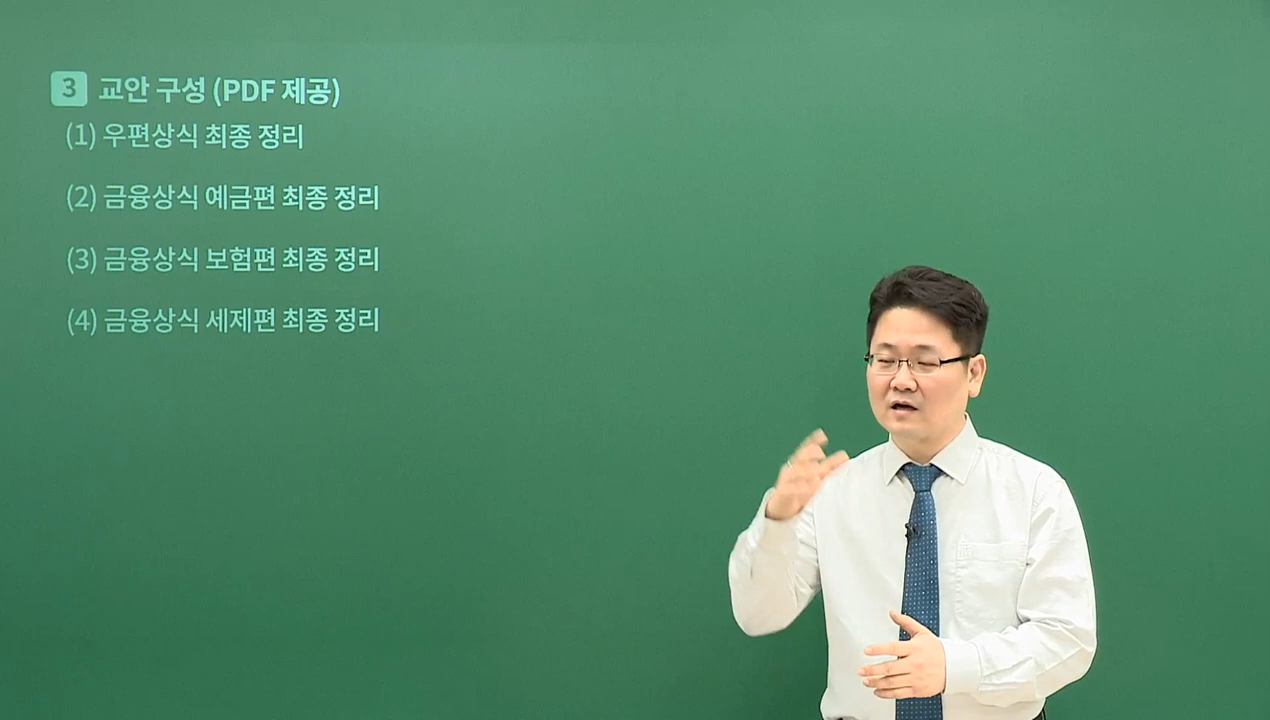 3 교안 구성 (PDF 제공)
(1) 우편상식 최종 정리
(2) 금융상식 예금편 최종 정리
(3) 금융상식 보험편 최종 정리
(4) 금융상식 세제편 최종 정리